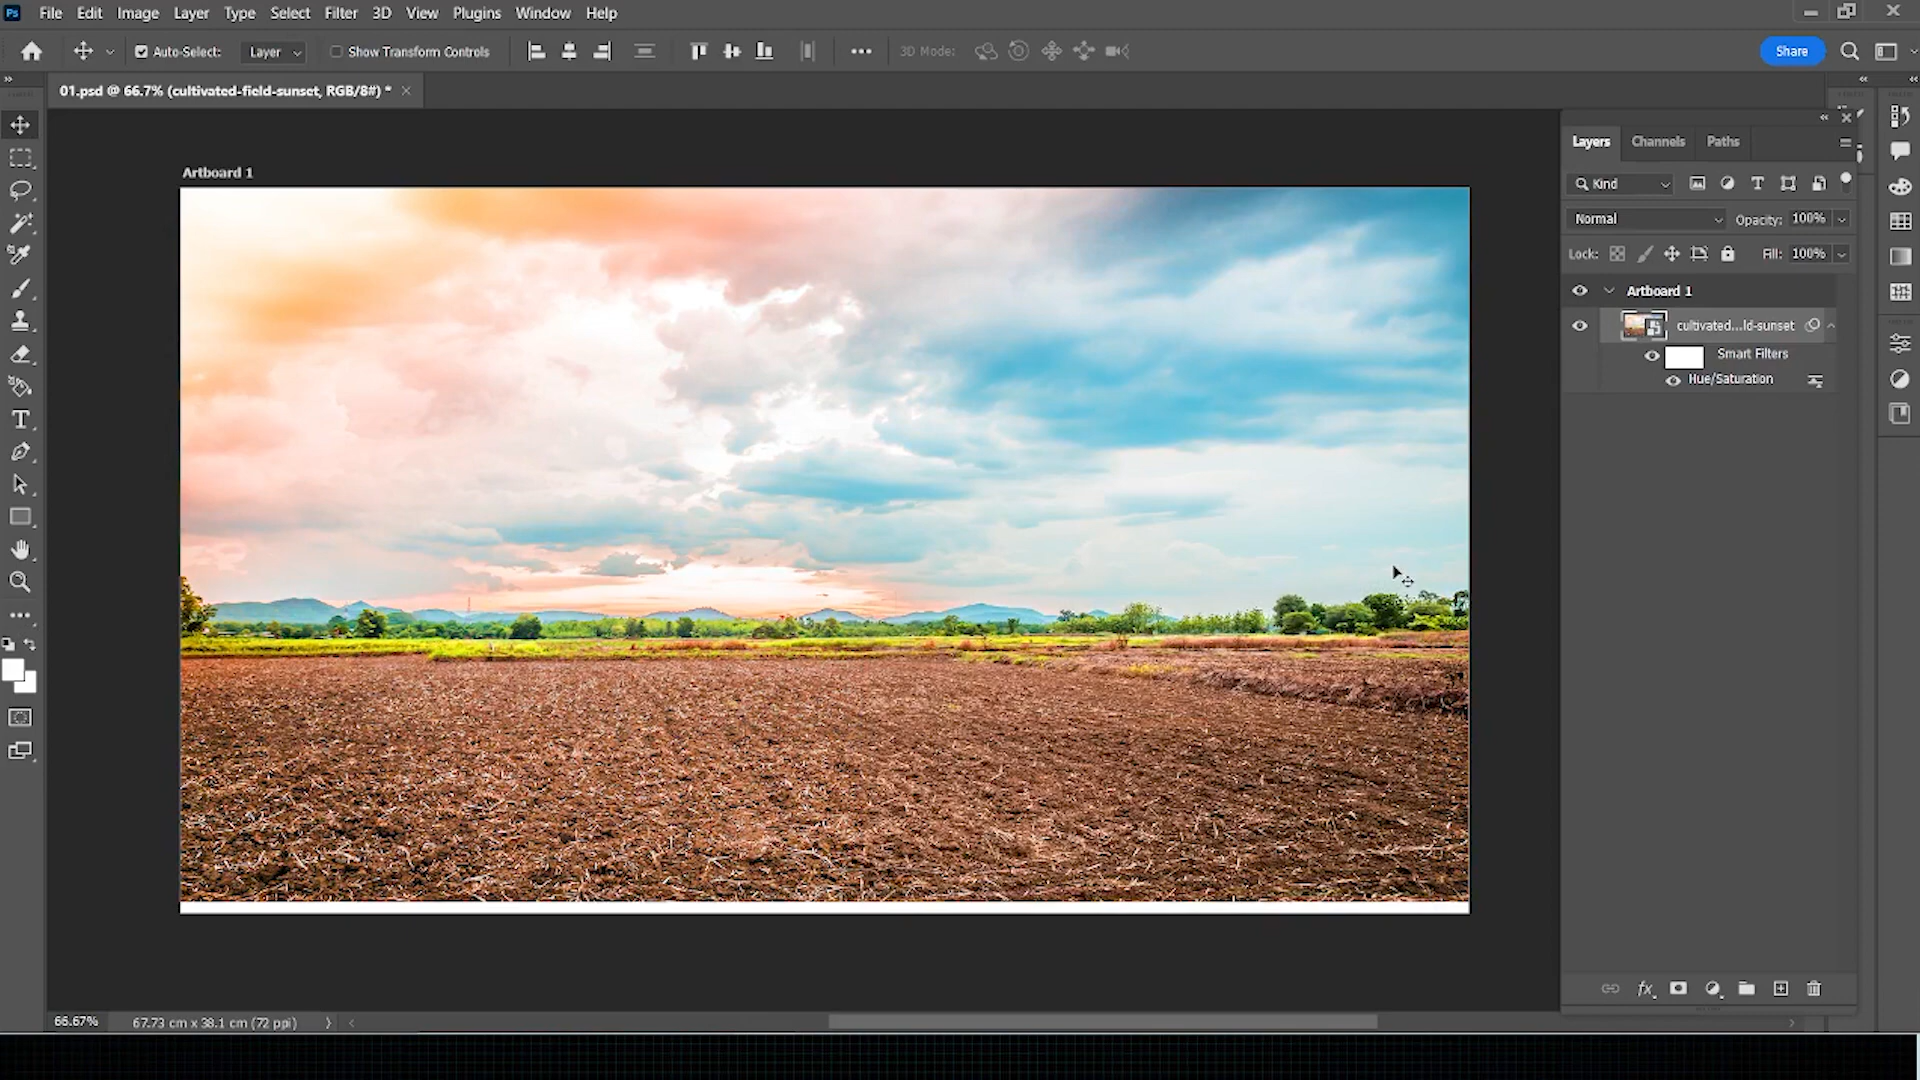 Ps File Edit Image Layer Type Select Filter 3D View Plugins Window Help
Auto-Select: Layer Show Transform Controls 3D Mode: Share
01.psd @ 66.7% (cultivated-field-sunset, RGB/8#) *
Artboard 1
Layers Channels Paths
Kind
Normal Opacity: 100%
Lock: Fill: 100%
Artboard 1
cultivated...ld-sunset
Smart Filters
Hue/Saturation
fx
66.67% 67.73 cm x 38.1 cm (72 ppi)